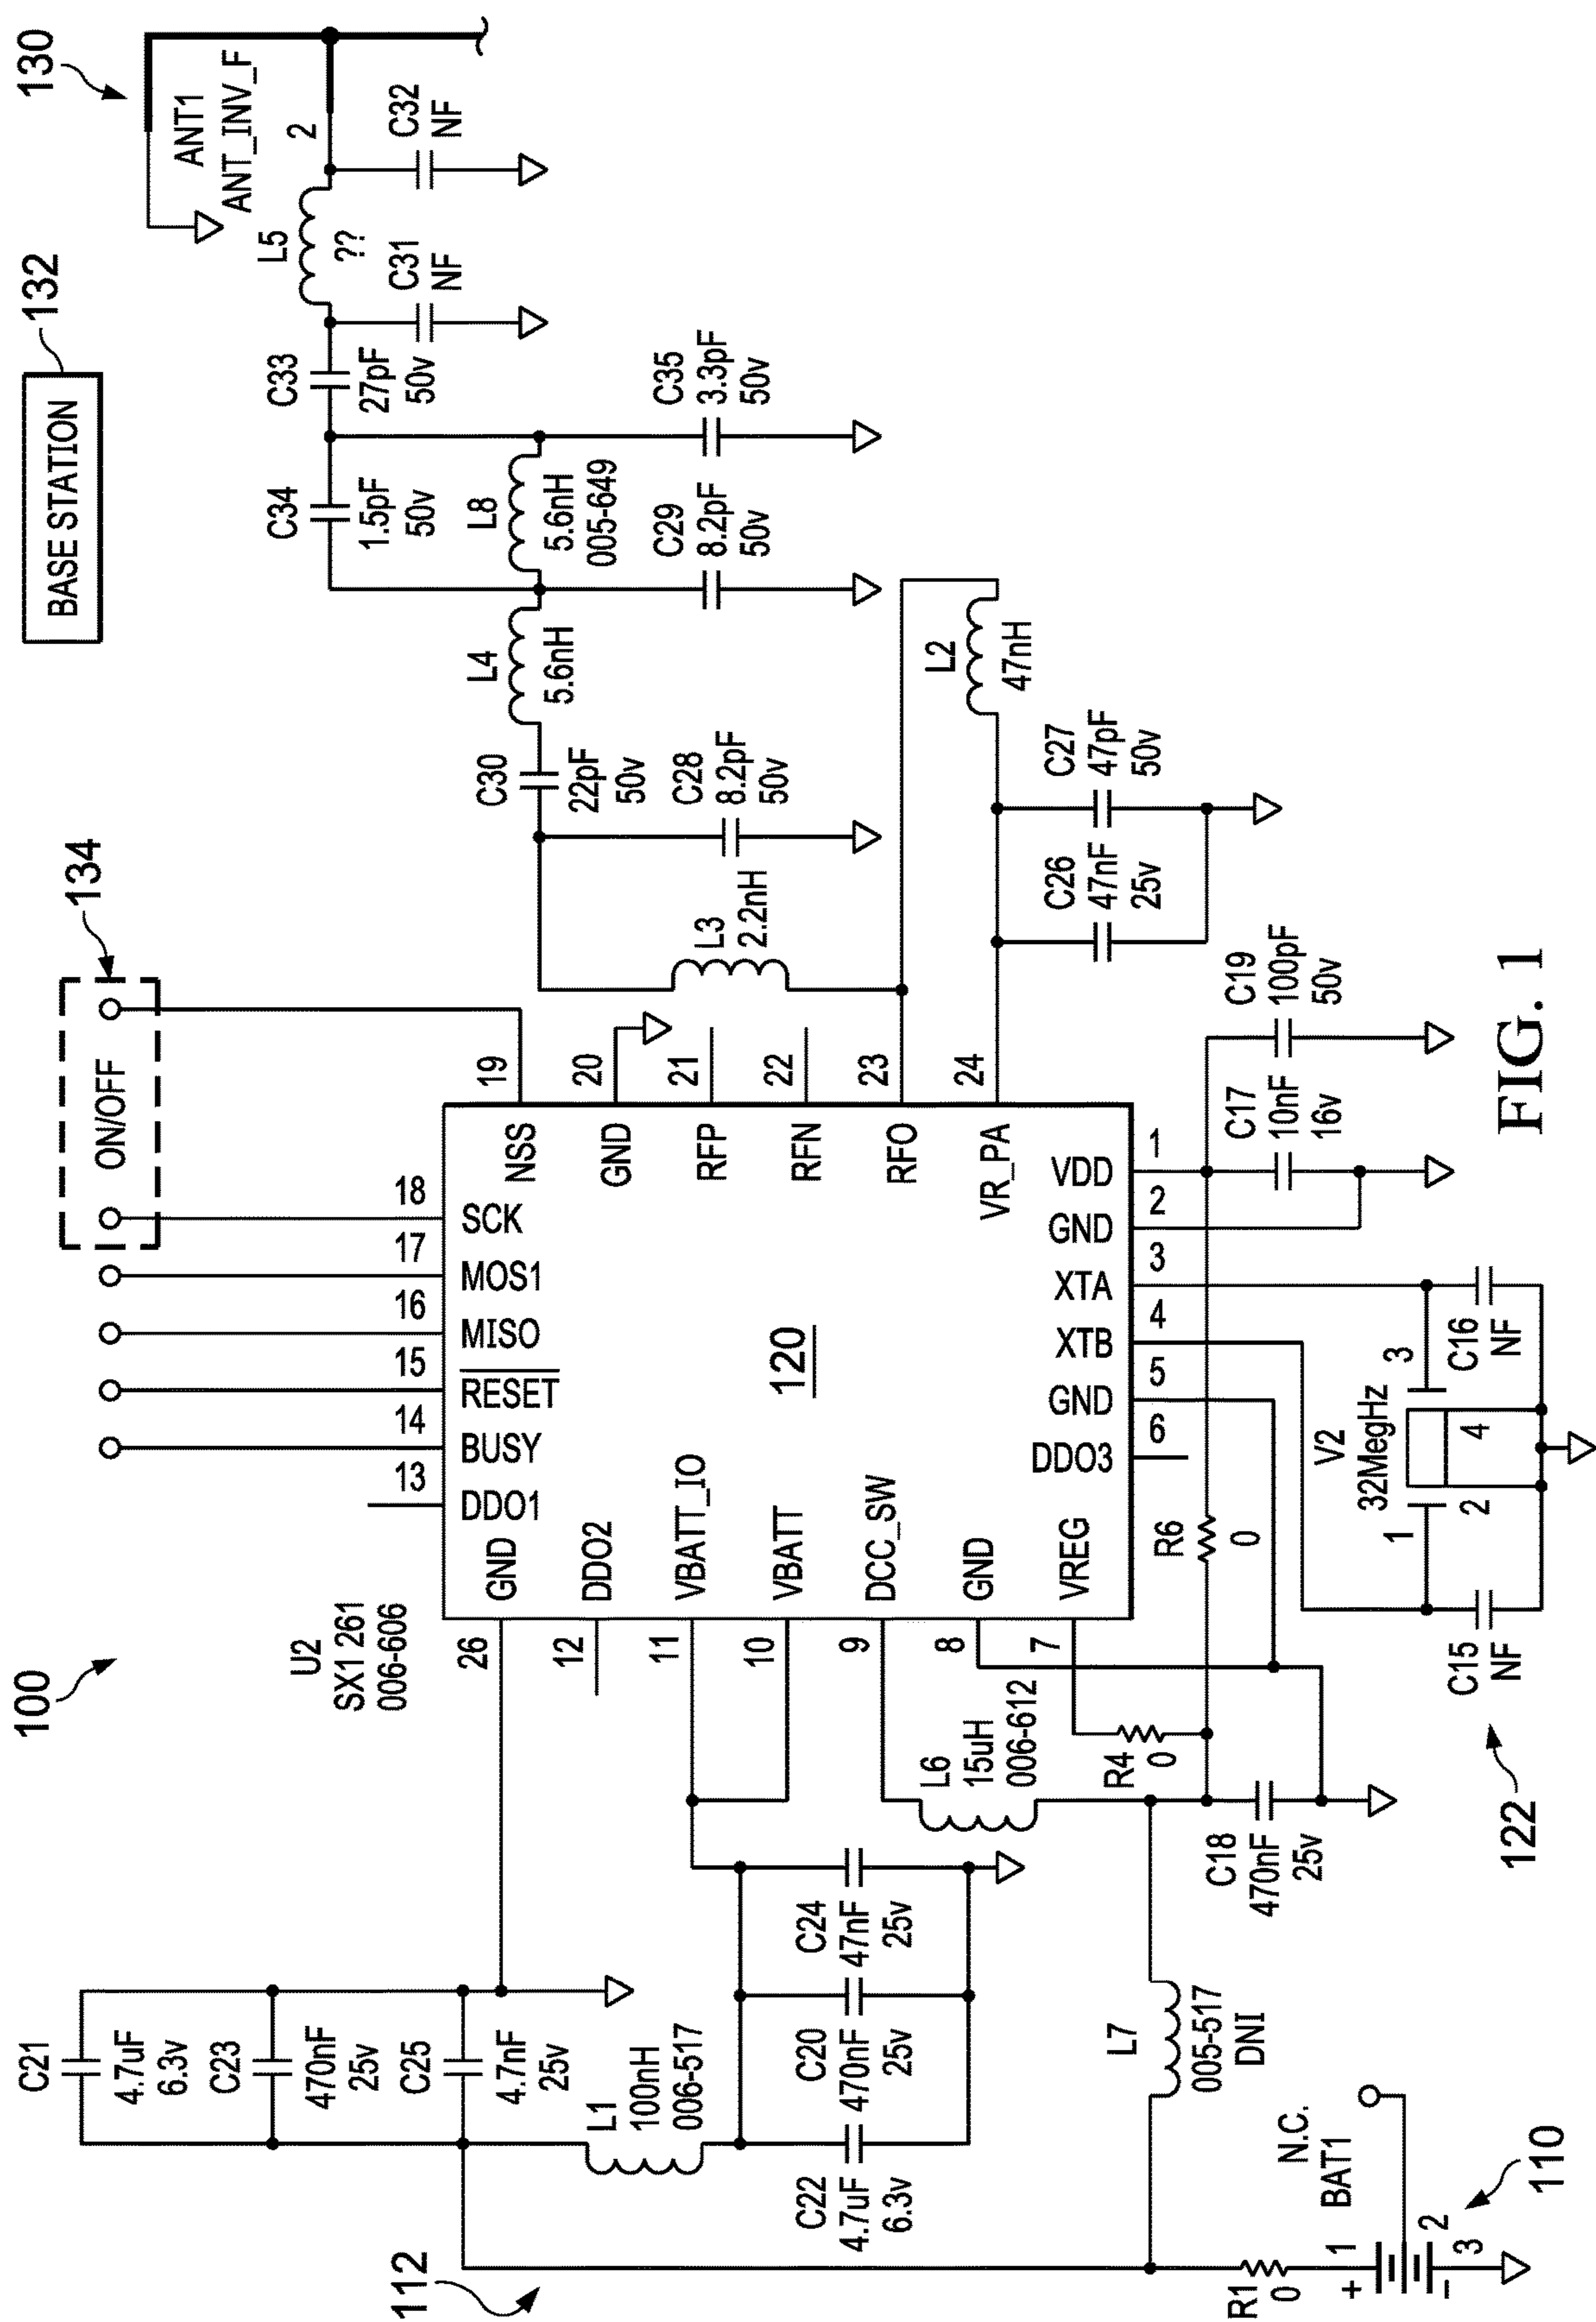 100
112
110
BAT1
N.C.
+
1
2
-
3
R1
0
C21
4.7uF
6.3v
C23
470nF
25v
C25
4.7nF
25v
L1
100nH
006-517
C22
4.7uF
6.3v
C20
470nF
25v
C24
47nF
25v
L7
005-517
DNI
L6
15uH
006-612
C18
470nF
25v
R4
0
R6
0
U2
SX1 261
006-606
120
26
GND
12
DDO2
11
VBATT_IO
10
VBATT
9
DCC_SW
8
GND
7
VREG
13
DDO1
14
BUSY
15
RESET
16
MISO
17
MOS1
18
SCK
19
NSS
20
GND
21
RFP
22
RFN
23
RFO
24
VR_PA
1
VDD
2
GND
3
XTA
4
XTB
5
GND
6
DDO3
ON/OFF
134
BASE STATION
132
130
ANT1
ANT_INV_F
2
L5
??
C32
NF
C31
NF
C33
27pF
50v
C34
1.5pF
50v
L8
5.6nH
005-649
C35
3.3pF
50v
C29
8.2pF
50v
L4
5.6nH
C30
22pF
50v
C28
8.2pF
50v
L3
2.2nH
L2
47nH
C27
47pF
50v
C26
47nF
25v
C19
100pF
50v
C17
10nF
16v
V2
32MegHz
1
2
3
4
C15
NF
C16
NF
122
FIG. 1